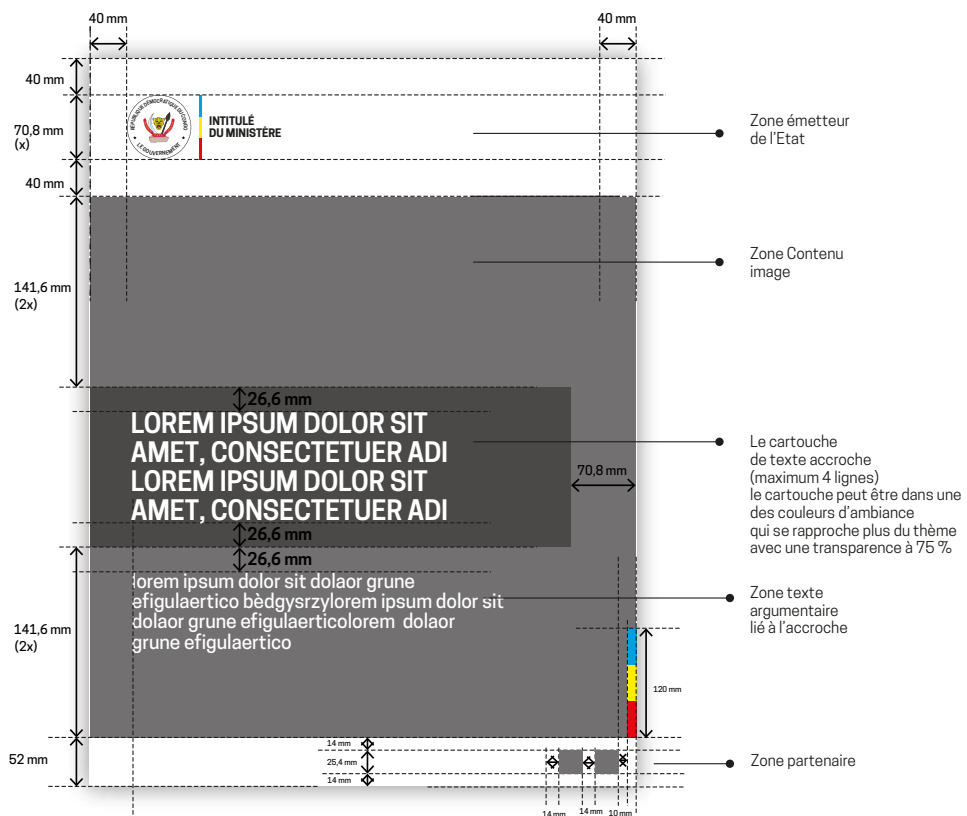 40 mm
40 mm
40 mm
RÉPUBLIQUE DÉMOCRATIQUE DU CONGO
LE GOUVERNEMENT
INTITULÉ
DU MINISTÈRE
70,8 mm
(x)
Zone émetteur
de l'Etat
40 mm
Zone Contenu
image
141,6 mm
(2x)
26,6 mm
LOREM IPSUM DOLOR SIT
AMET, CONSECTETUER ADI
LOREM IPSUM DOLOR SIT
AMET, CONSECTETUER ADI
70,8 mm
Le cartouche
de texte accroche
(maximum 4 lignes)
le cartouche peut être dans une
des couleurs d'ambiance
qui se rapproche plus du thème
avec une transparence à 75 %
26,6 mm
26,6 mm
lorem ipsum dolor sit dolaor grune
efigulaertico bèdgysrzylorem ipsum dolor sit
dolaor grune efigulaerticolorem dolaor
grune efigulaertico
Zone texte
argumentaire
lié à l'accroche
141,6 mm
(2x)
120 mm
52 mm
14 mm
25,4 mm
14 mm
Zone partenaire
14 mm
14 mm
10 mm